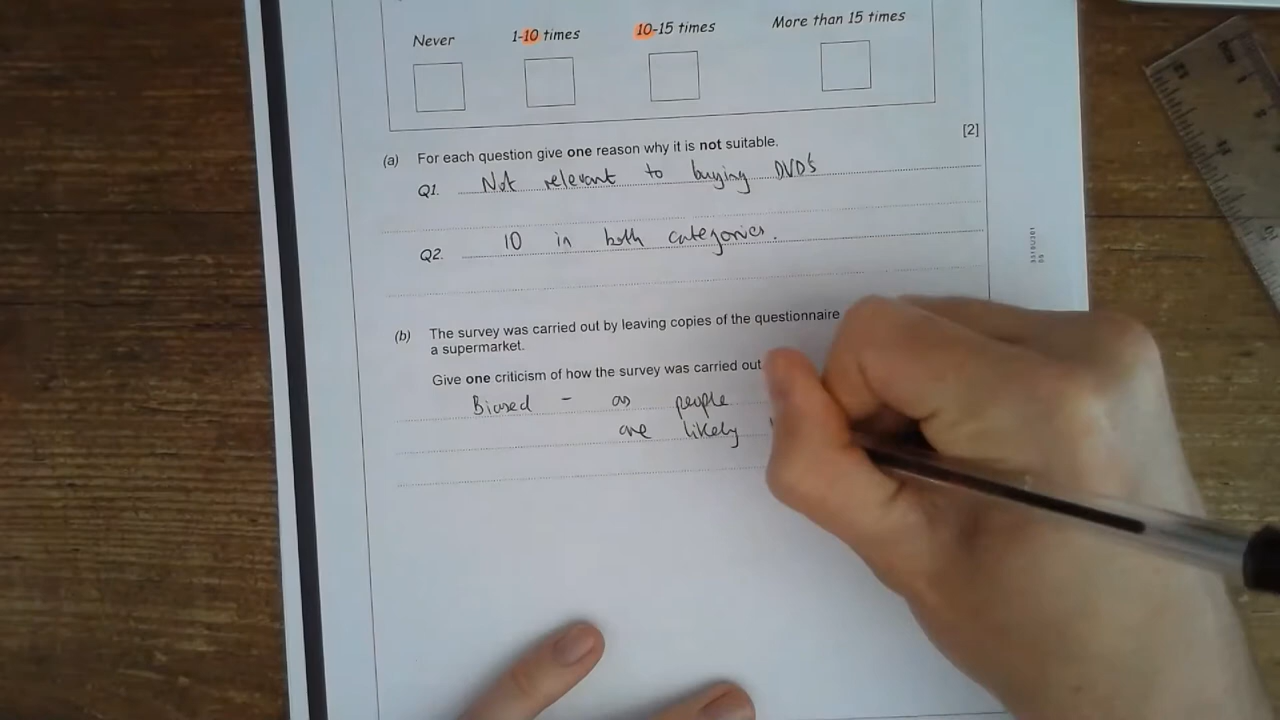 Never 1-10 times 10-15 times More than 15 times
(a) For each question give one reason why it is not suitable. [2]
Q1. Not relevant to buying DVD's
Q2. 10 in both categories.
(b) The survey was carried out by leaving copies of the questionnaire
a supermarket.
Give one criticism of how the survey was carried out
Biased - as people
are likely